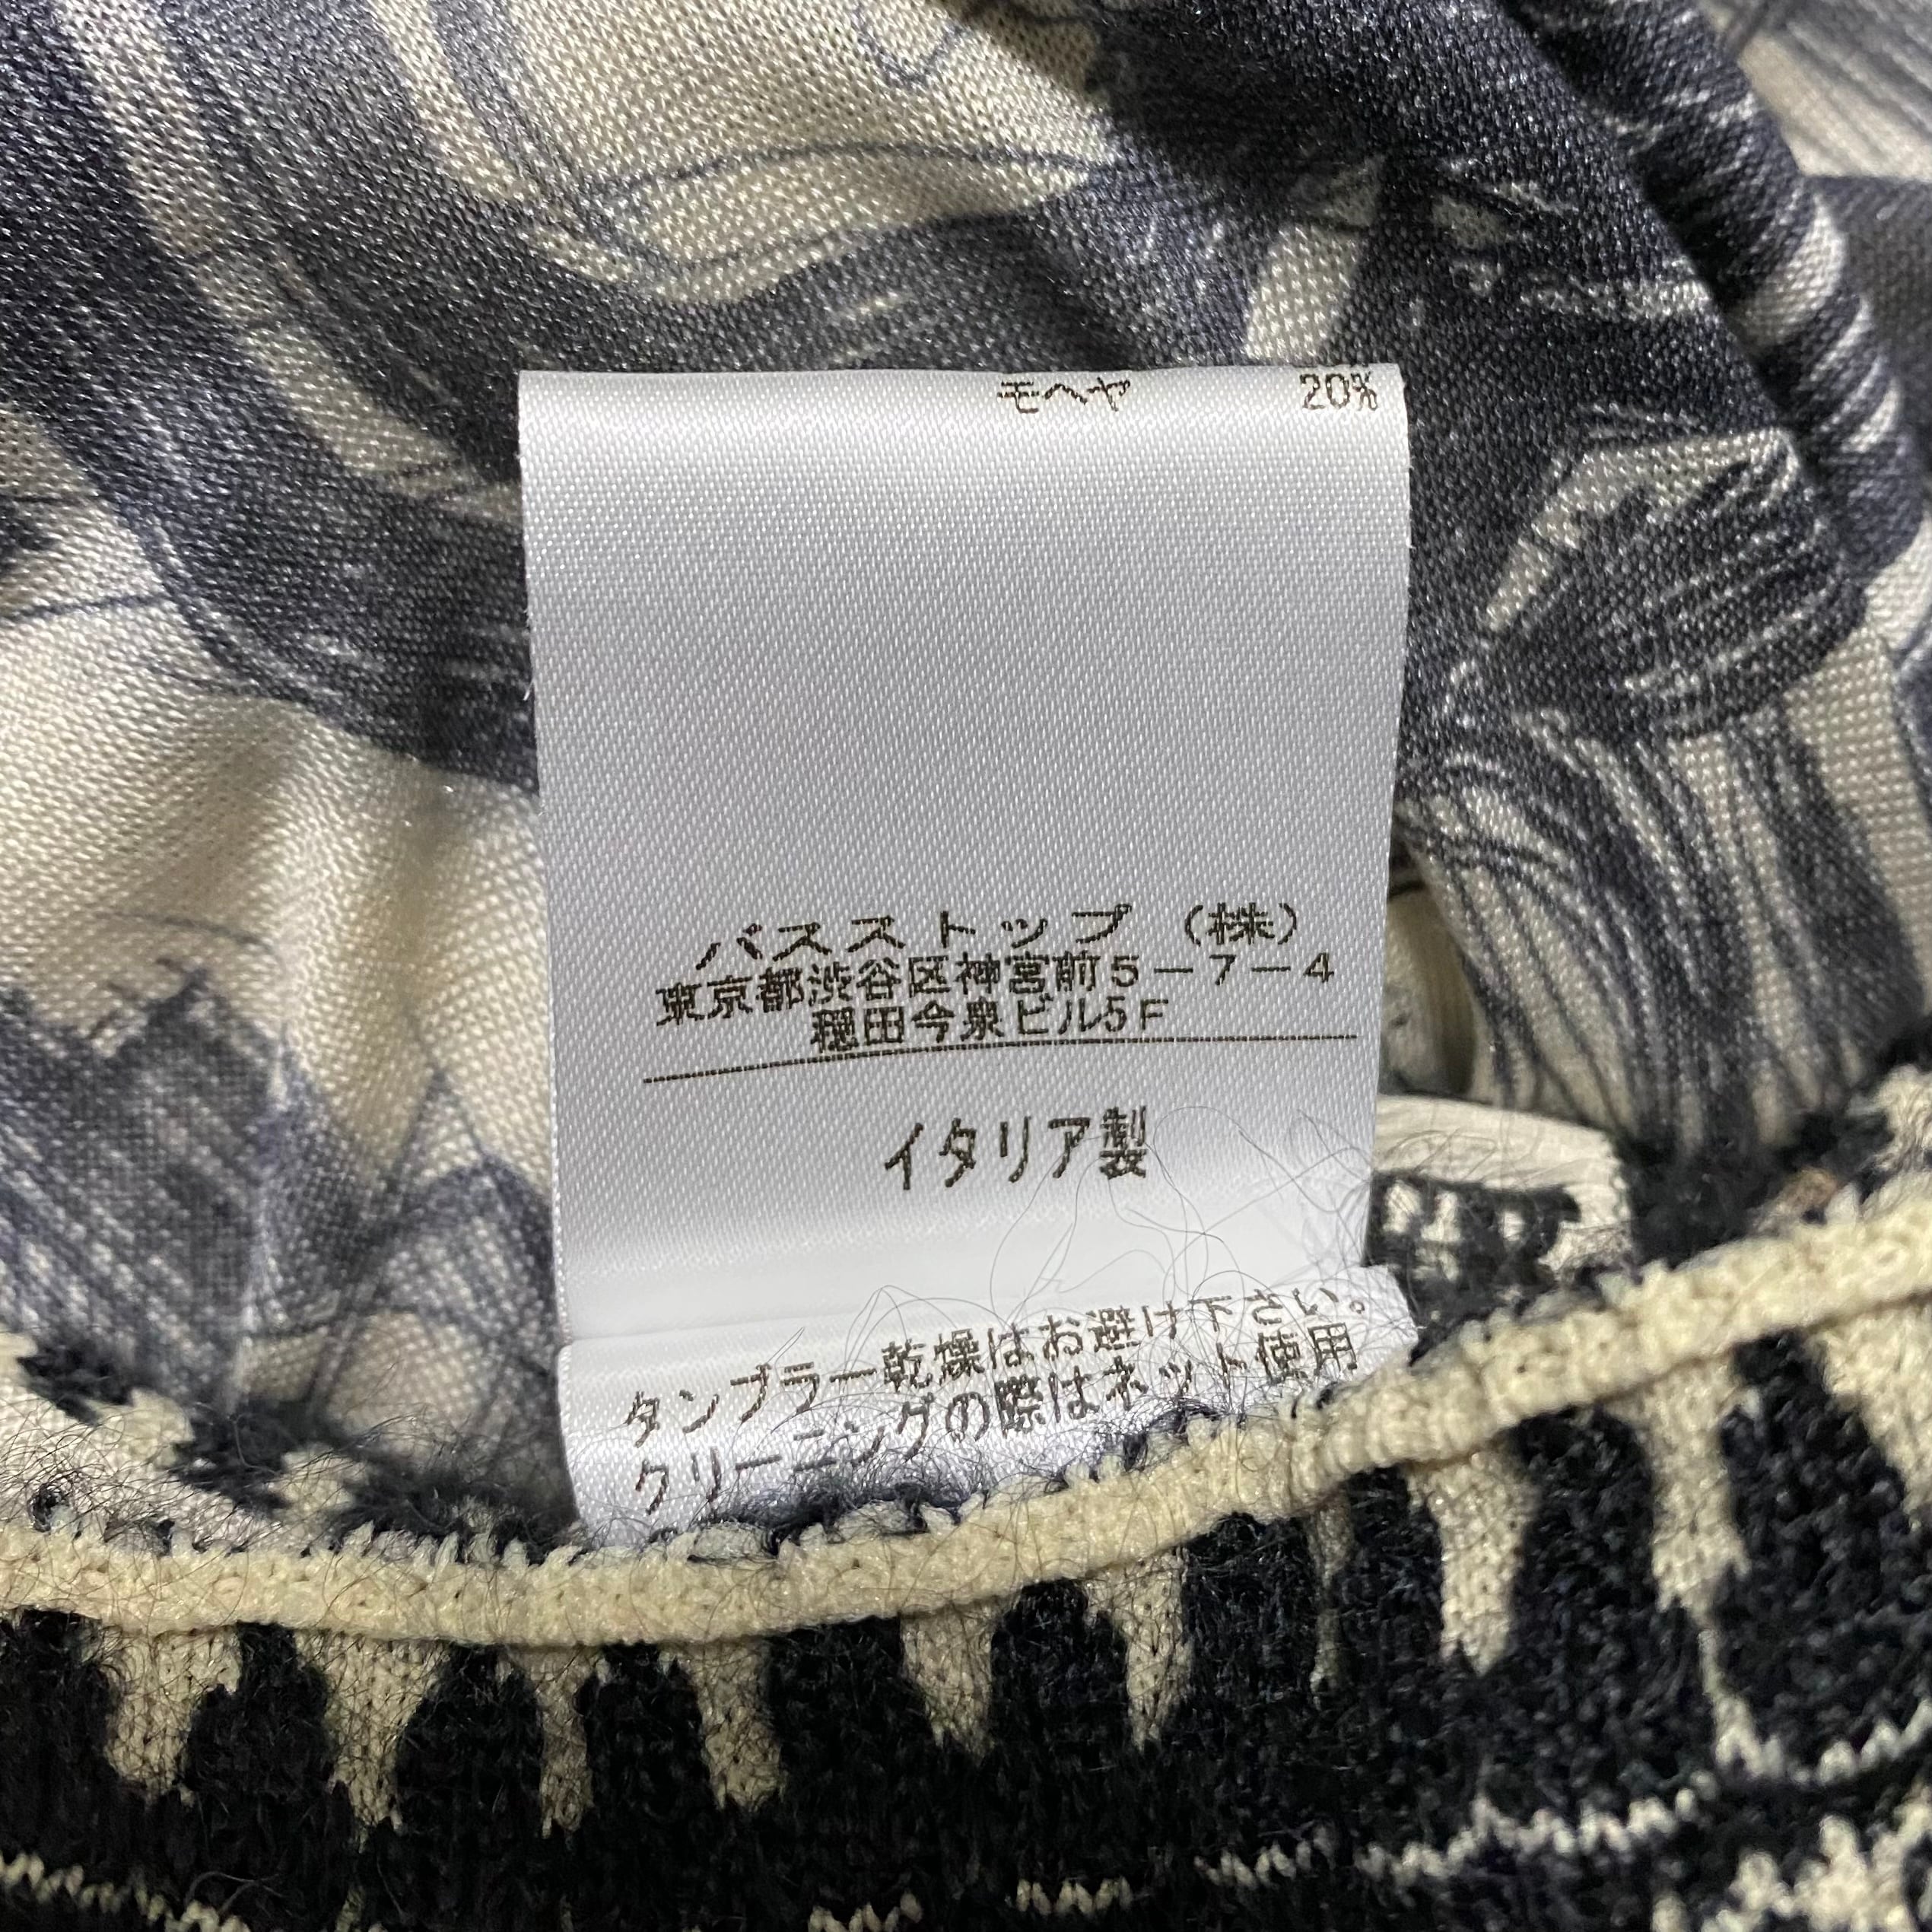 モヘヤ 20%
バスストップ (株)
東京都渋谷区神宮前5-7-4
穏田今泉ビル5F
イタリア製
タンブラー乾燥はお避け下さい。
クリーニングの際はネット使用